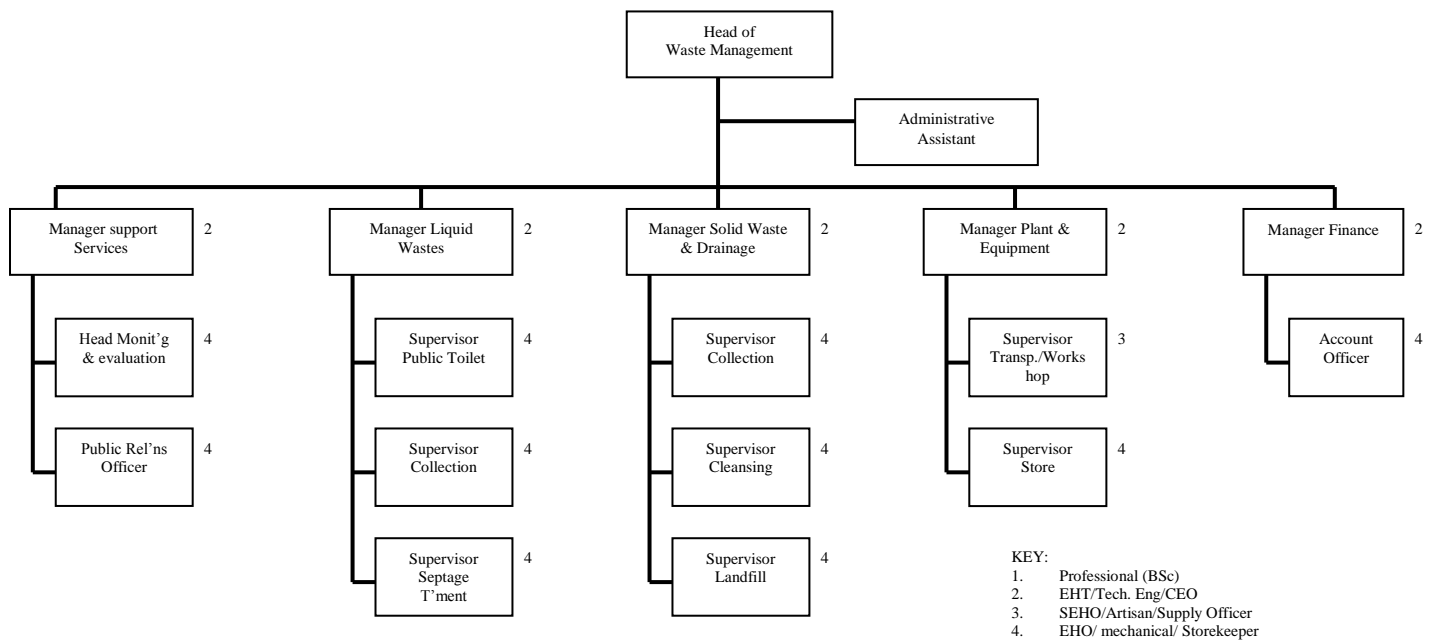 Head of
Waste Management
Administrative
Assistant
Manager support
Services
2
Manager Liquid
Wastes
2
Manager Solid Waste
& Drainage
2
Manager Plant &
Equipment
2
Manager Finance
2
Head Monit’g
& evaluation
4
Supervisor
Public Toilet
4
Supervisor
Collection
4
Supervisor
Transp./Works
hop
3
Account
Officer
4
Public Rel’ns
Officer
4
Supervisor
Collection
4
Supervisor
Cleansing
4
Supervisor
Store
4
Supervisor
Septage
T’ment
4
Supervisor
Landfill
4
KEY:
1. Professional (BSc)
2. EHT/Tech. Eng/CEO
3. SEHO/Artisan/Supply Officer
4. EHO/ mechanical/ Storekeeper